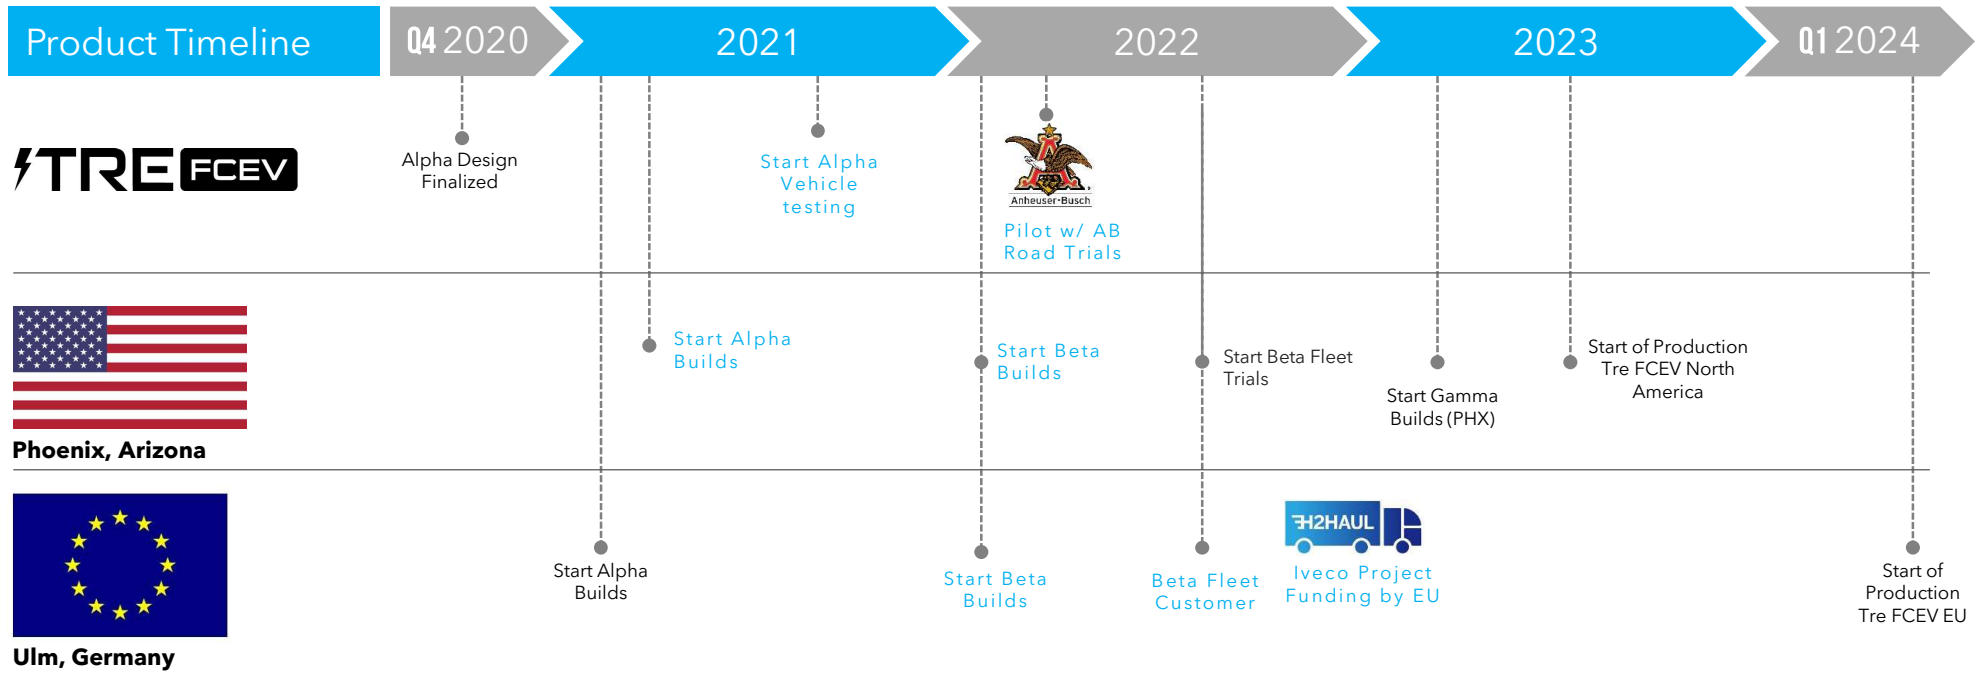 Product Timeline
Q4 2020
2021
2022
2023
Q1 2024
TRE FCEV
Alpha Design
Finalized
Start Alpha
Vehicle
testing
Anheuser-Busch
Pilot w/ AB
Road Trials
Phoenix, Arizona
Start Alpha
Builds
Start Beta
Builds
Start Beta Fleet
Trials
Start Gamma
Builds (PHX)
Start of Production
Tre FCEV North
America
Ulm, Germany
Start Alpha
Builds
Start Beta
Builds
Beta Fleet
Customer
H2HAUL
Iveco Project
Funding by EU
Start of
Production
Tre FCEV EU